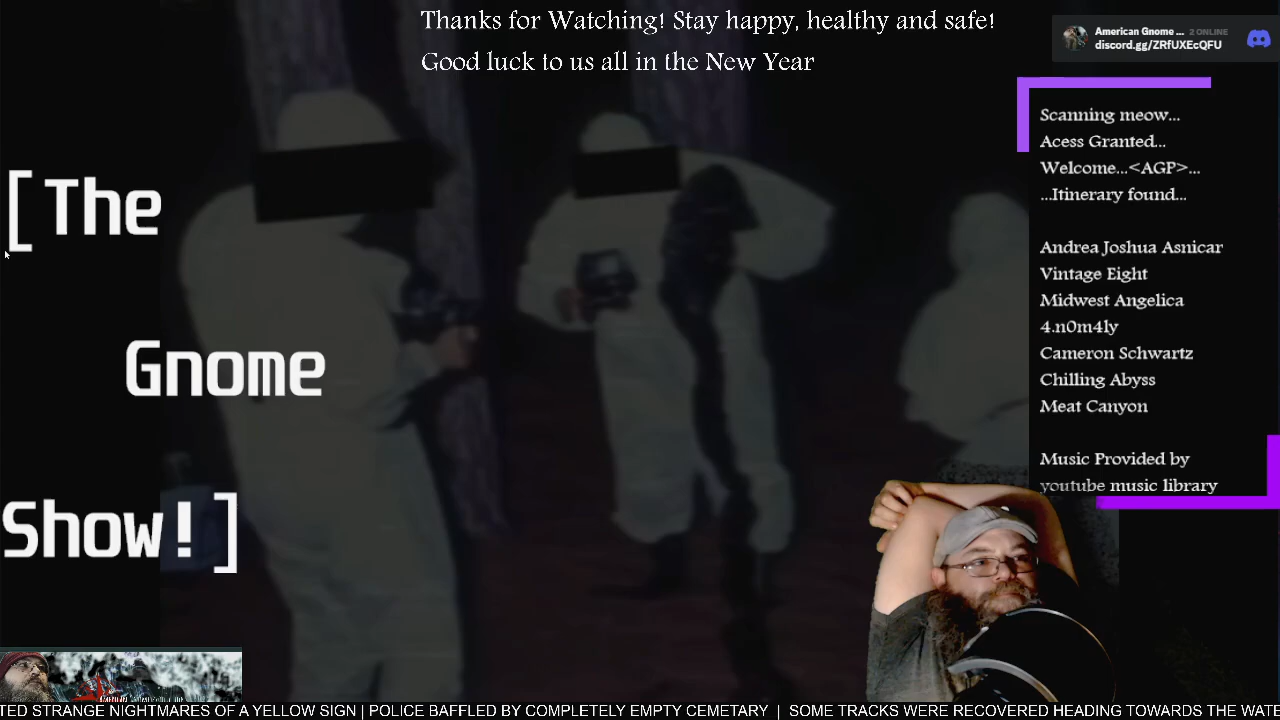 Thanks for Watching! Stay happy, healthy and safe!
Good luck to us all in the New Year
American Gnome ... 2 ONLINE
discord.gg/ZRfUXEcQFU
Scanning meow...
Acess Granted...
Welcome...<AGP>...
...Itinerary found...
Andrea Joshua Asnicar
Vintage Eight
Midwest Angelica
4.n0m4ly
Cameron Schwartz
Chilling Abyss
Meat Canyon
Music Provided by
youtube music library
[The
Gnome
Show!]
TED STRANGE NIGHTMARES OF A YELLOW SIGN | POLICE BAFFLED BY COMPLETELY EMPTY CEMETARY | SOME TRACKS WERE RECOVERED HEADING TOWARDS THE WATE